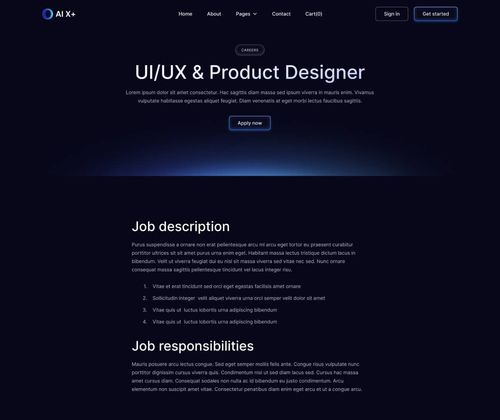 AI X+
Home About Pages Contact Cart(0) Sign in Get started
CAREERS
UI/UX & Product Designer
Lorem ipsum dolor sit amet consectetur. Hac sagittis diam massa sed ipsum viverra in mauris enim. Vivamus
vulputate habitasse egestas aliquet feugiat. Diam venenatis at eget morbi lectus faucibus sagittis.
Apply now
Job description
Purus suspendisse a ornare non erat pellentesque arcu mi arcu eget tortor eu praesent curabitur
porttitor ultrices sit sit amet purus urna enim eget. Habitant massa lectus tristique dictum lacus in
bibendum. Velit ut viverra feugiat dui eu nisl sit massa viverra sed vitae nec sed. Nunc ornare
consequat massa sagittis pellentesque tincidunt vel lacus integer risu.
1. Vitae et erat tincidunt sed orci eget egestas facilisis amet ornare
2. Sollicitudin integer velit aliquet viverra urna orci semper velit dolor sit amet
3. Vitae quis ut luctus lobortis urna adipiscing bibendum
4. Vitae quis ut luctus lobortis urna adipiscing bibendum
Job responsibilities
Mauris posuere arcu lectus congue. Sed eget semper mollis felis ante. Congue risus vulputate nunc
porttitor dignissim cursus viverra quis. Condimentum nisl ut sed diam lacus sed. Cursus hac massa
amet cursus diam. Consequat sodales non nulla ac id bibendum eu justo condimentum. Arcu
elementum non suscipit amet vitae. Consectetur penatibus diam enim eget arcu et ut a congue arcu.